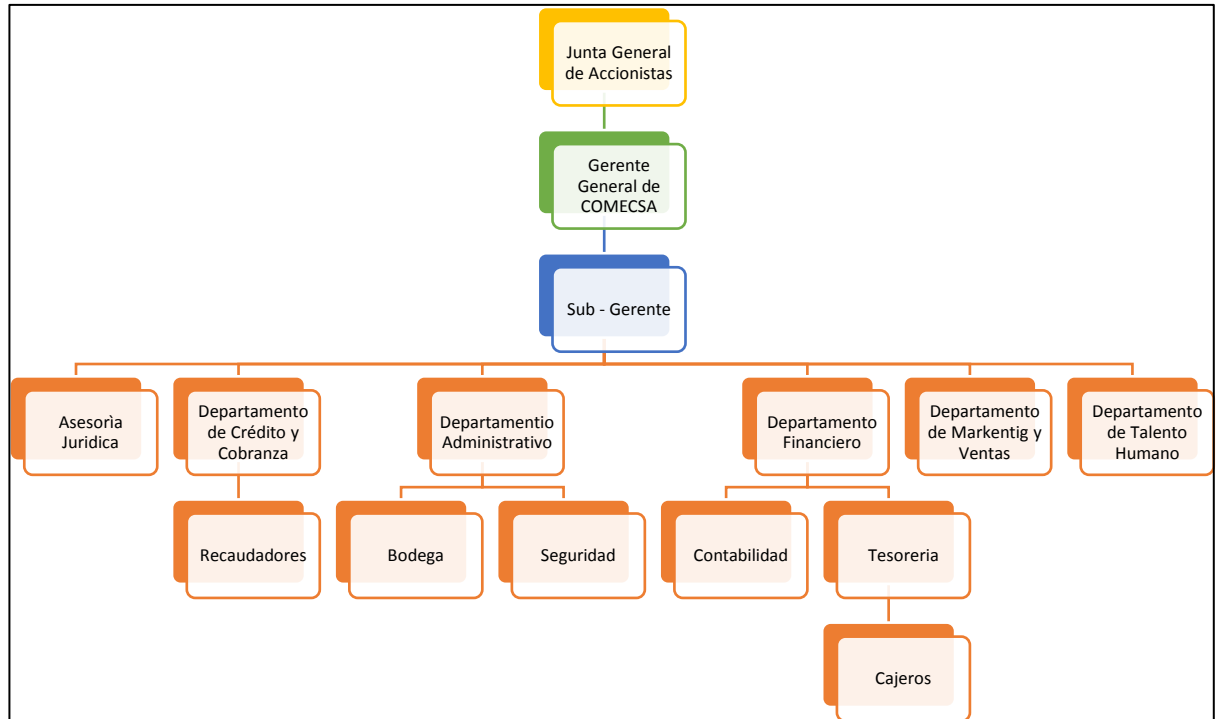 Junta General
de Accionistas
Gerente
General de
COMECSA
Sub - Gerente
Asesorìa
Juridica
Departamento
de Crédito y
Cobranza
Departamentio
Administrativo
Departamento
Financiero
Departamento
de Markentig y
Ventas
Departamento
de Talento
Humano
Recaudadores
Bodega
Seguridad
Contabilidad
Tesoreria
Cajeros